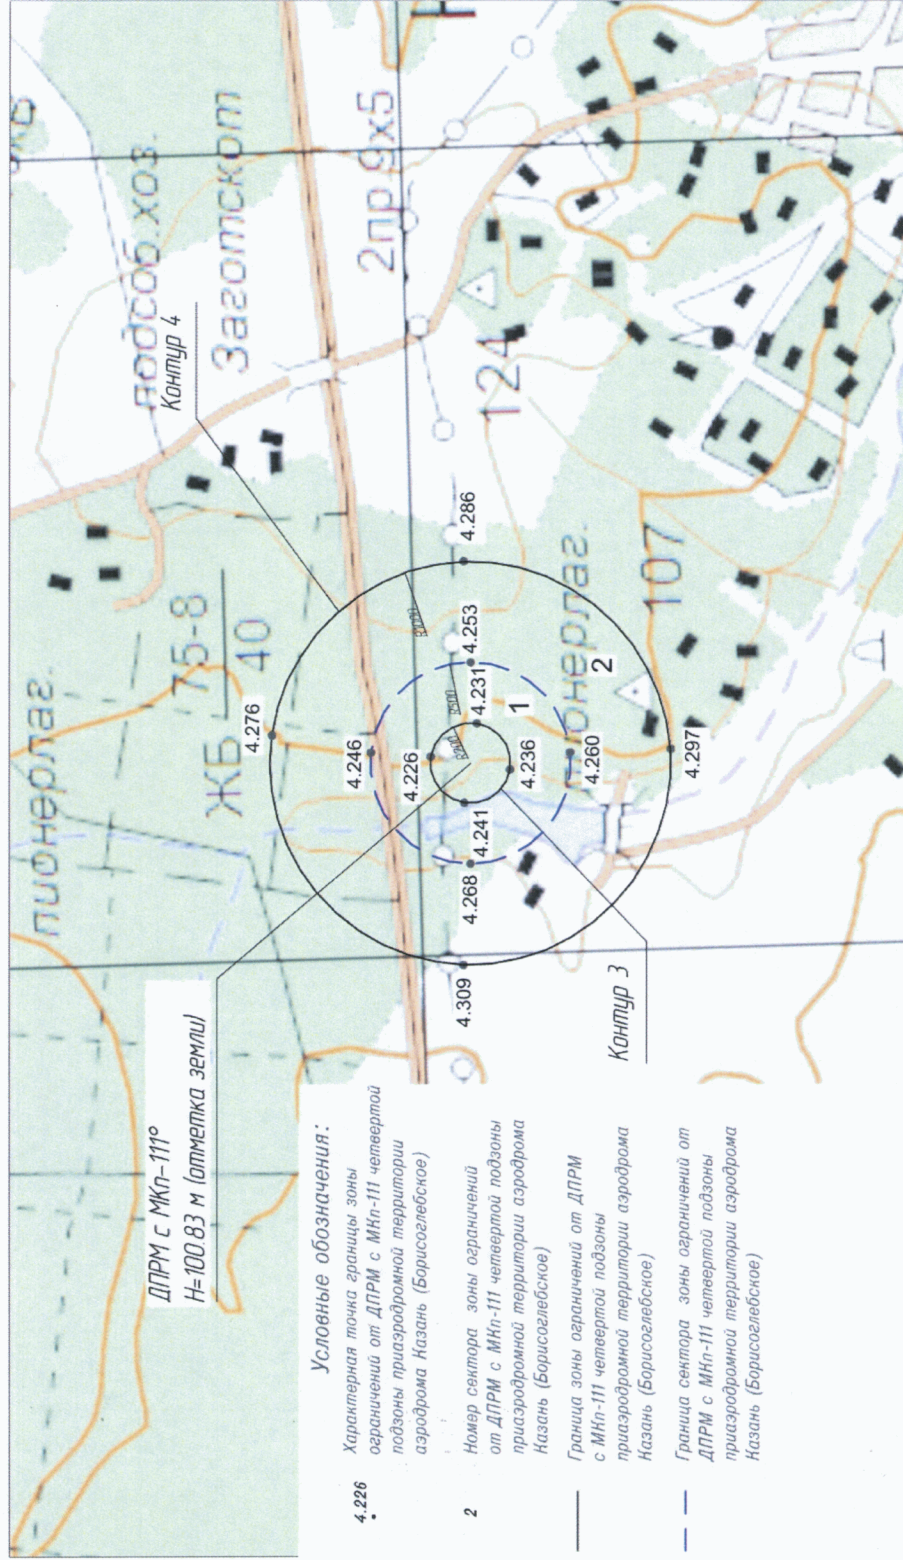 пионерлаг.
подсоб.хоз.
Заготскот
Контур 4
2пр 9х5
ЖБ 75-8
40
124
пионерлаг.
107
4.276
4.246
4.226
4.231
4.253
4.286
4.236
4.260
4.297
4.241
4.268
4.309
1
2
Контур 3
ДПРМ с МКп-111°
Н=100.83 м (отметка земли)
Условные обозначения:
4.226
Характерная точка границы зоны
ограничений от ДПРМ с МКп-111 четвертой
подзоны приаэродромной территории
аэродрома Казань (Борисоглебское)
2
Номер сектора зоны ограничений
от ДПРМ с МКп-111 четвертой подзоны
приаэродромной территории аэродрома
Казань (Борисоглебское)
Граница зоны ограничений от ДПРМ
с МКп-111 четвертой подзоны
приаэродромной территории аэродрома
Казань (Борисоглебское)
Граница сектора зоны ограничений от
ДПРМ с МКп-111 четвертой подзоны
приаэродромной территории аэродрома
Казань (Борисоглебское)